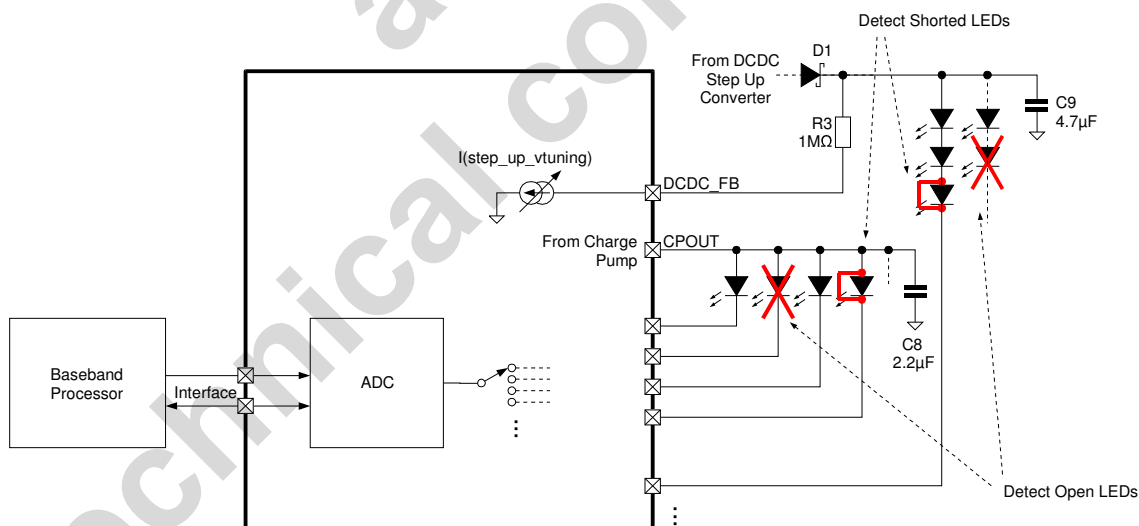 Detect Shorted LEDs
D1
From DCDC
Step Up
Converter
C9
4.7µF
R3
1MΩ
I(step_up_vtuning)
DCDC_FB
From Charge
Pump
CPOUT
C8
2.2µF
Baseband
Processor
Interface
ADC
Detect Open LEDs